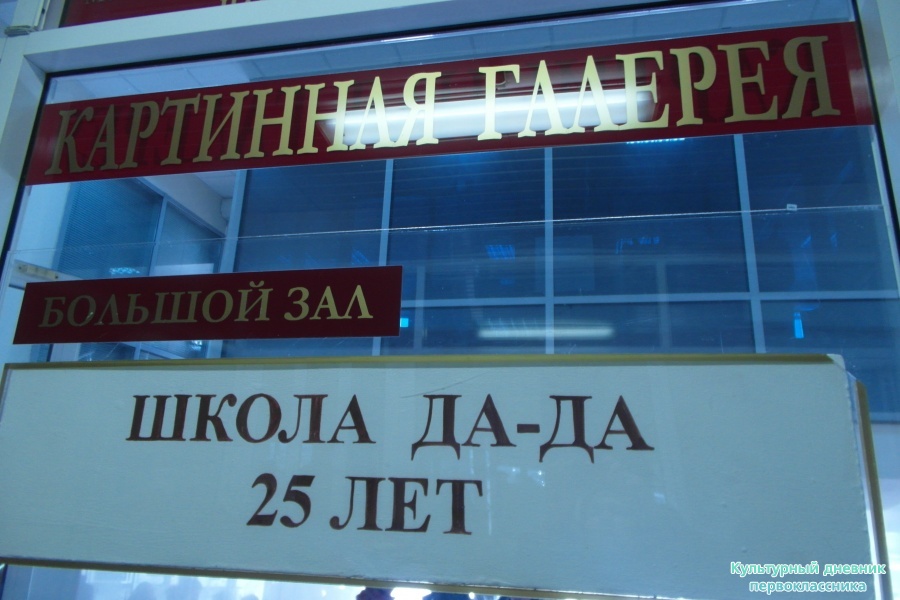 КАРТИННАЯ ГАЛЕРЕЯ
БОЛЬШОЙ ЗАЛ
ШКОЛА ДА-ДА
25 ЛЕТ
Культурный дневник
первоклассника